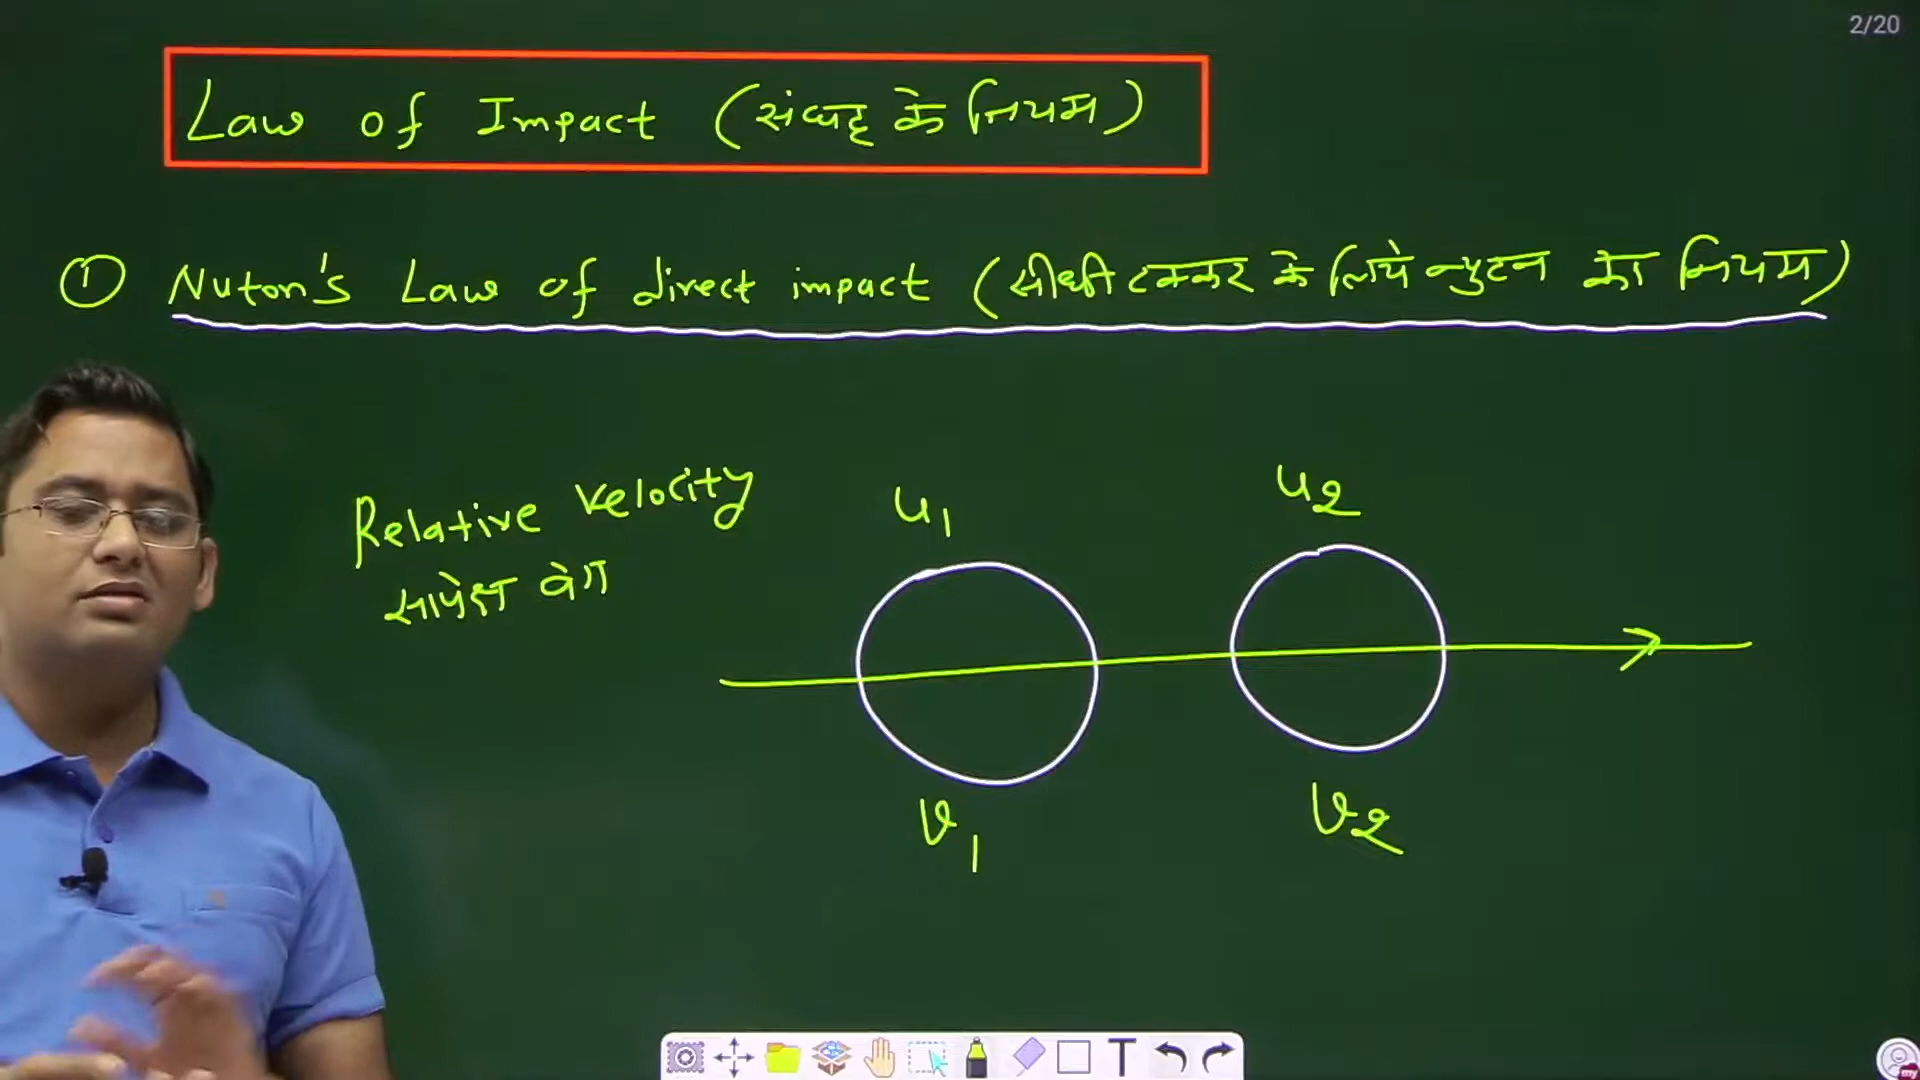 2/20
Law of Impact (संघट्ट के नियम)
① Nuton's Law of direct impact (सीधी टक्कर के लिये न्युटन का नियम)
Relative velocity
सापेक्ष वेग
u₁
u₂
v₁
v₂
T
my